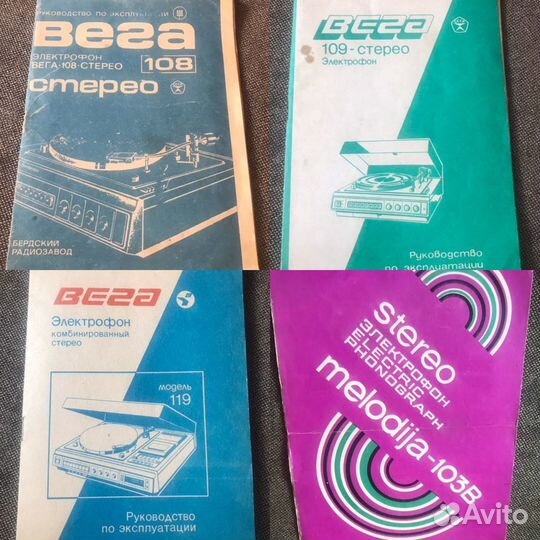 РУКОВОДСТВО ПО ЭКСПЛУАТАЦИИ
Вега
ЭЛЕКТРОФОН
ВЕГА-108-СТЕРЕО
108
стерео
БЕРДСКИЙ
РАДИОЗАВОД
Вега
109-стерео
Электрофон
Руководство
по эксплуатации
Вега
Электрофон
комбинированный
стерео
модель
119
Руководство
по эксплуатации
stereo
ЭЛЕКТРОФОН
ELECTRIC
PHONOGRAPH
melodija-103B
Avito